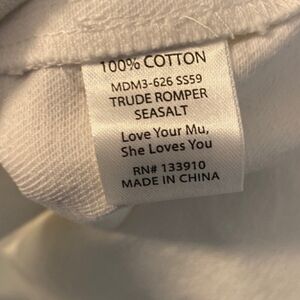 100% COTTON
MDM3-626 SS59
TRUDE ROMPER
SEASALT
Love Your Mu,
She Loves You
RN# 133910
MADE IN CHINA